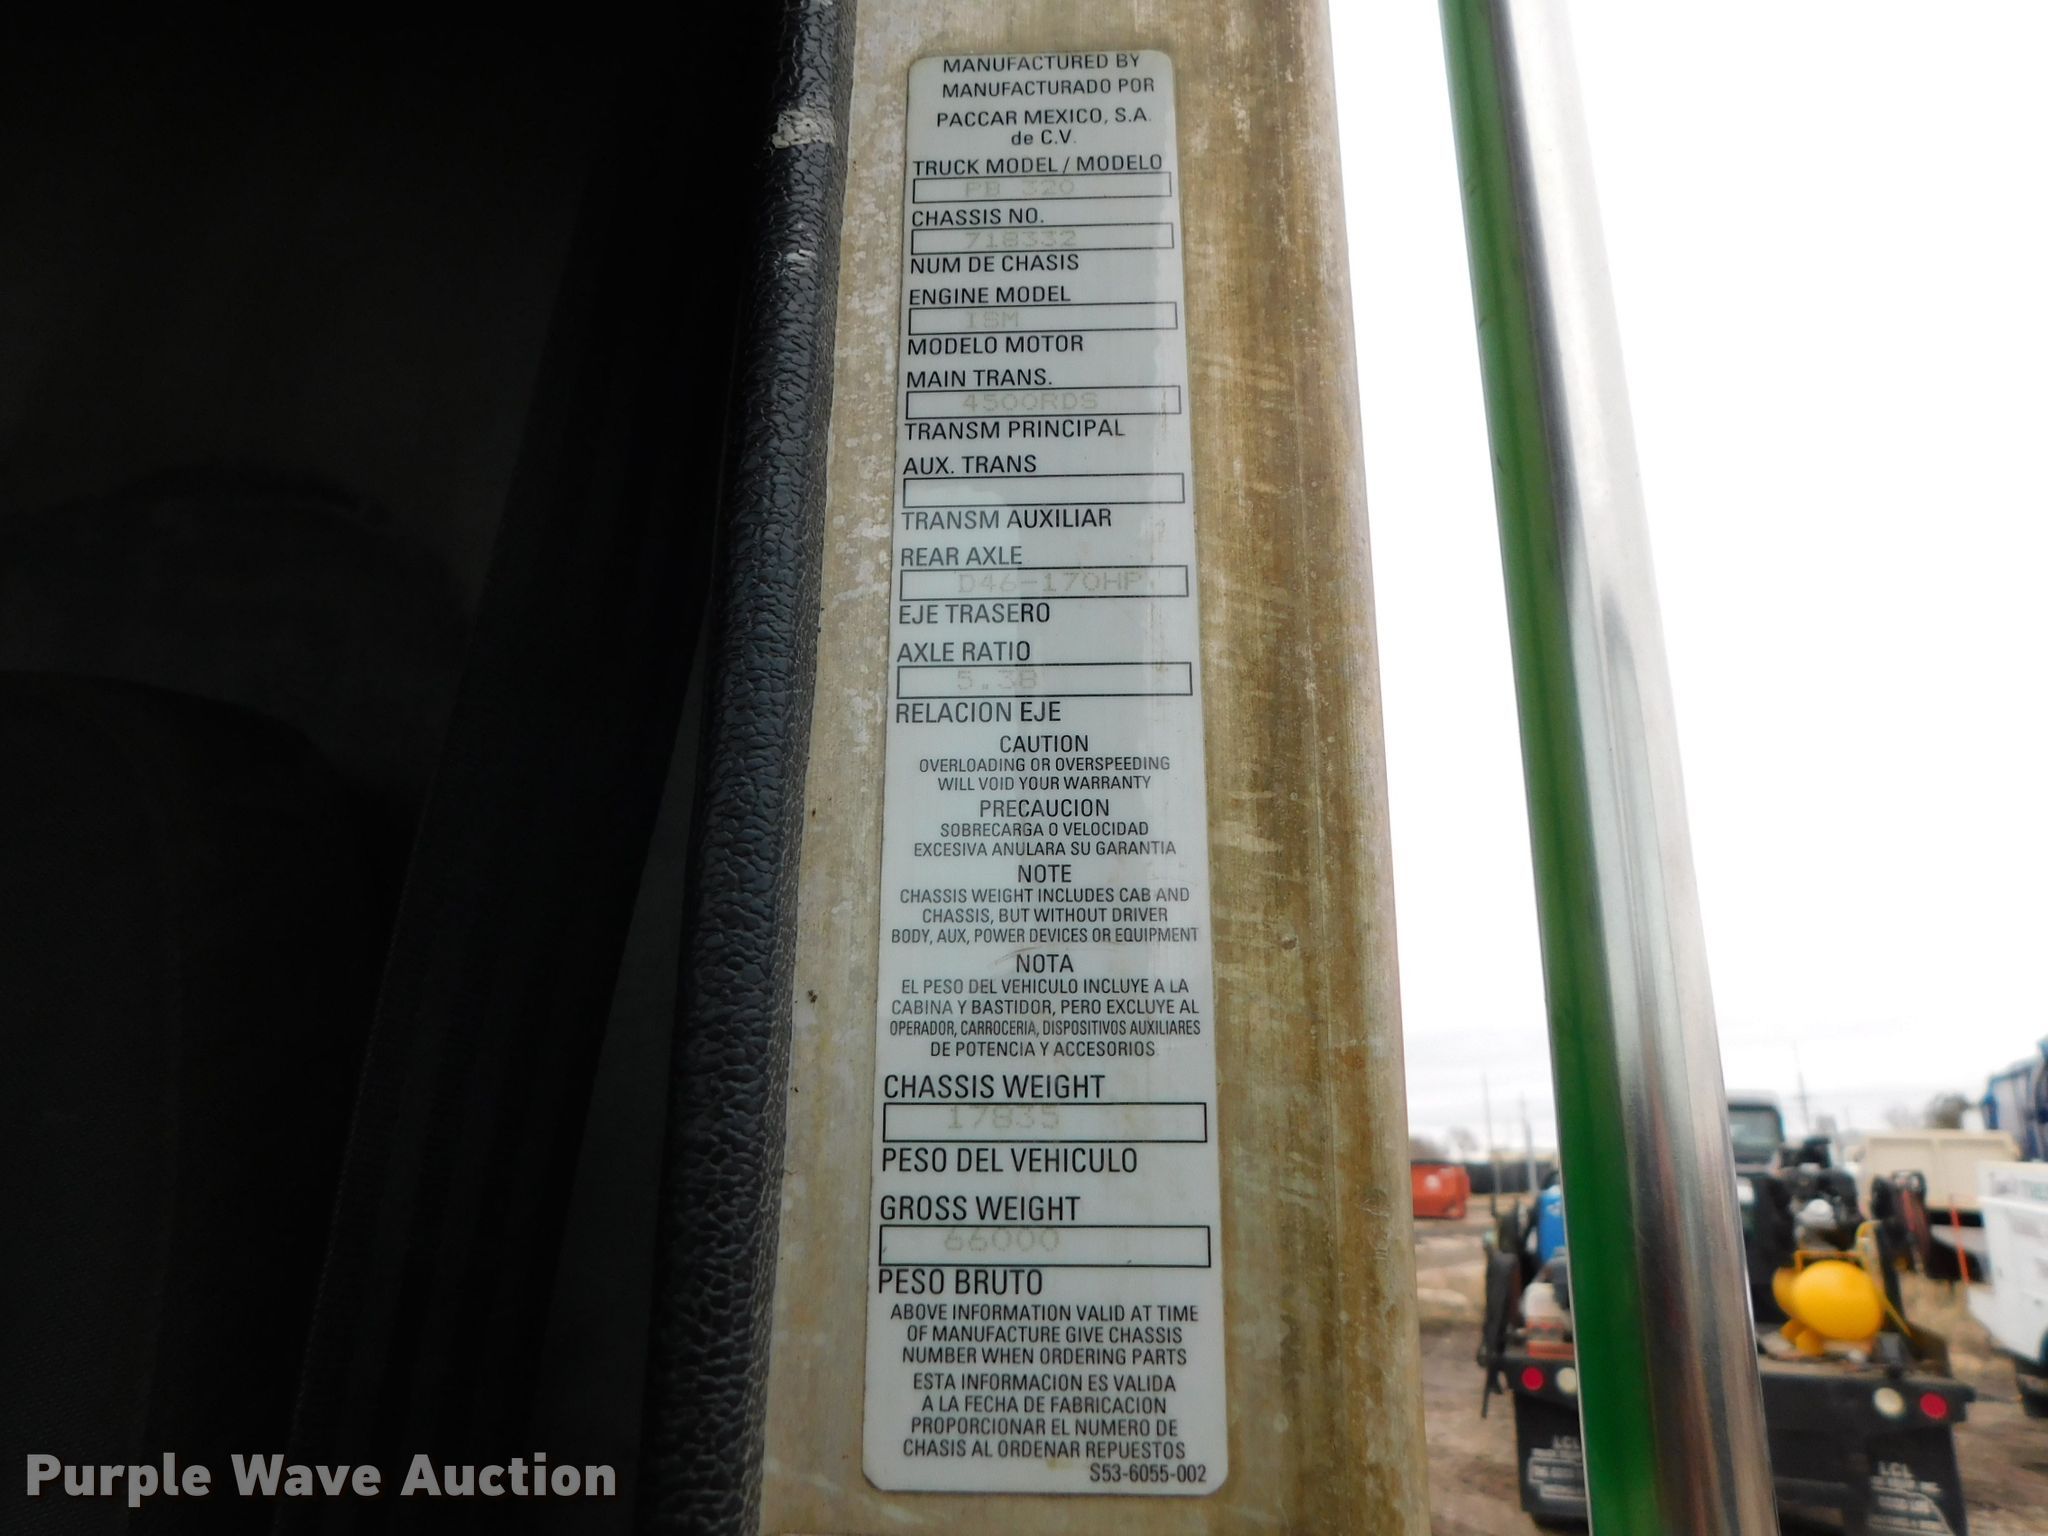 MANUFACTURED BY
MANUFACTURADO POR
PACCAR MEXICO, S.A.
de C.V.
TRUCK MODEL / MODELO
PB 320
CHASSIS NO.
718332
NUM DE CHASIS
ENGINE MODEL
ISM
MODELO MOTOR
MAIN TRANS.
4500RDS
TRANSM PRINCIPAL
AUX. TRANS
TRANSM AUXILIAR
REAR AXLE
D46-170HP
EJE TRASERO
AXLE RATIO
5.38
RELACION EJE
CAUTION
OVERLOADING OR OVERSPEEDING
WILL VOID YOUR WARRANTY
PRECAUCION
SOBRECARGA O VELOCIDAD
EXCESIVA ANULARA SU GARANTIA
NOTE
CHASSIS WEIGHT INCLUDES CAB AND
CHASSIS, BUT WITHOUT DRIVER
BODY, AUX, POWER DEVICES OR EQUIPMENT
NOTA
EL PESO DEL VEHICULO INCLUYE A LA
CABINA Y BASTIDOR, PERO EXCLUYE AL
OPERADOR, CARROCERIA, DISPOSITIVOS AUXILIARES
DE POTENCIA Y ACCESORIOS
CHASSIS WEIGHT
17835
PESO DEL VEHICULO
GROSS WEIGHT
66000
PESO BRUTO
ABOVE INFORMATION VALID AT TIME
OF MANUFACTURE GIVE CHASSIS
NUMBER WHEN ORDERING PARTS
ESTA INFORMACION ES VALIDA
A LA FECHA DE FABRICACION
PROPORCIONAR EL NUMERO DE
CHASIS AL ORDENAR REPUESTOS
S53-6055-002
LCL
LCL
Purple Wave Auction